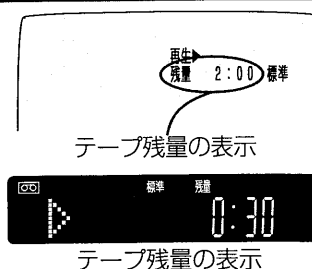 再生▶
残量 2:00 標準
テープ残量の表示
標準 残量
0:30
テープ残量の表示